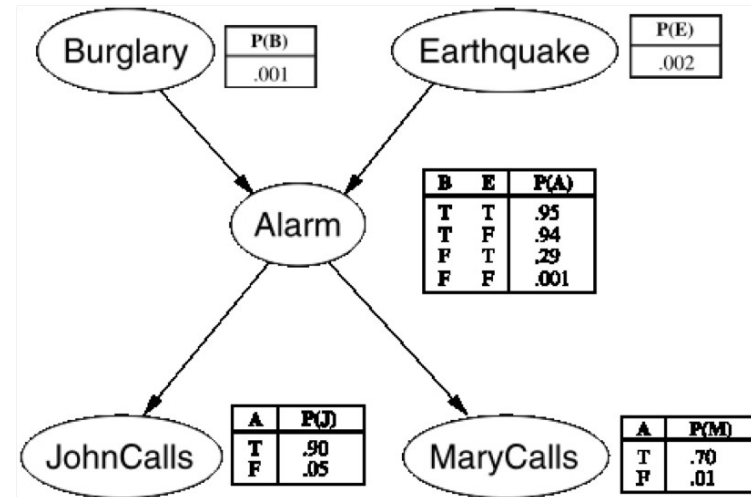 Burglary
P(B)
.001
Earthquake
P(E)
.002
Alarm
B E P(A)
T T .95
T F .94
F T .29
F F .001
JohnCalls
A P(J)
T .90
F .05
MaryCalls
A P(M)
T .70
F .01